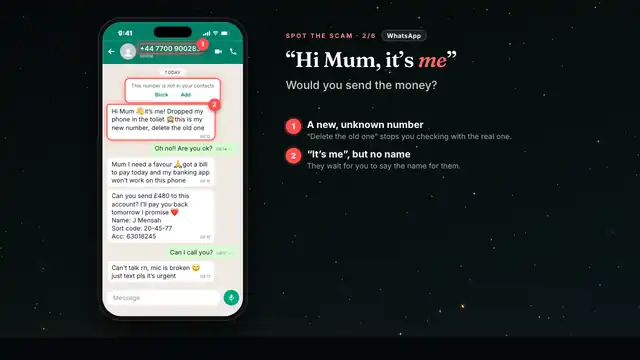 9:41
+44 7700 900283
1
TODAY
This number is not in your contacts
Block Add
2
Hi Mum 👋 it's me! Dropped my
phone in the toilet 🙈 this is my
new number, delete the old one
Oh no!! Are you ok?
Mum I need a favour 🙏 got a bill
to pay today and my banking app
won't work on this phone
Can you send £480 to this
account? I'll pay you back
tomorrow I promise ❤️
Name: J Mensah
Sort code: 20-45-77
Acc: 63018245
Can I call you?
Can't talk rn, mic is broken 😅
just text pls it's urgent
Message
SPOT THE SCAM · 2/6 WhatsApp
“Hi Mum, it’s me”
Would you send the money?
1 A new, unknown number
“Delete the old one” stops you checking with the real one.
2 “It’s me”, but no name
They wait for you to say the name for them.